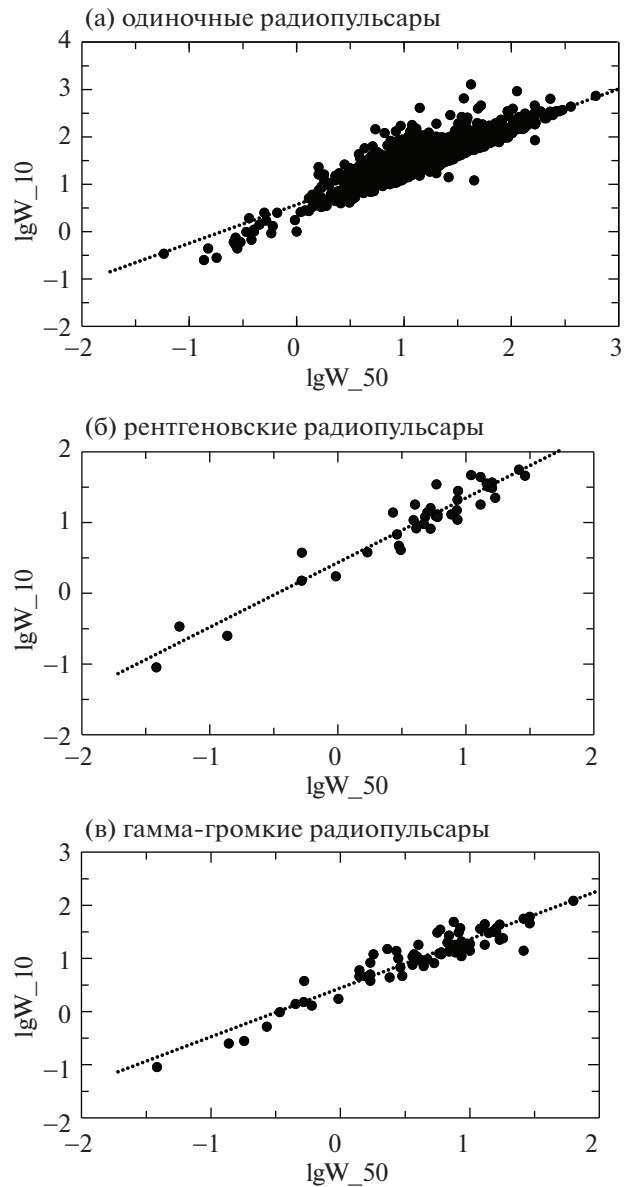 (а) одиночные радиопульсары
4
3
2
1
0
−1
−2
lgW_10
−2 −1 0 1 2 3
lgW_50
(б) рентгеновские радиопульсары
2
1
0
−1
−2
lgW_10
−2 −1 0 1 2
lgW_50
(в) гамма-громкие радиопульсары
3
2
1
0
−1
−2
lgW_10
−2 −1 0 1 2
lgW_50